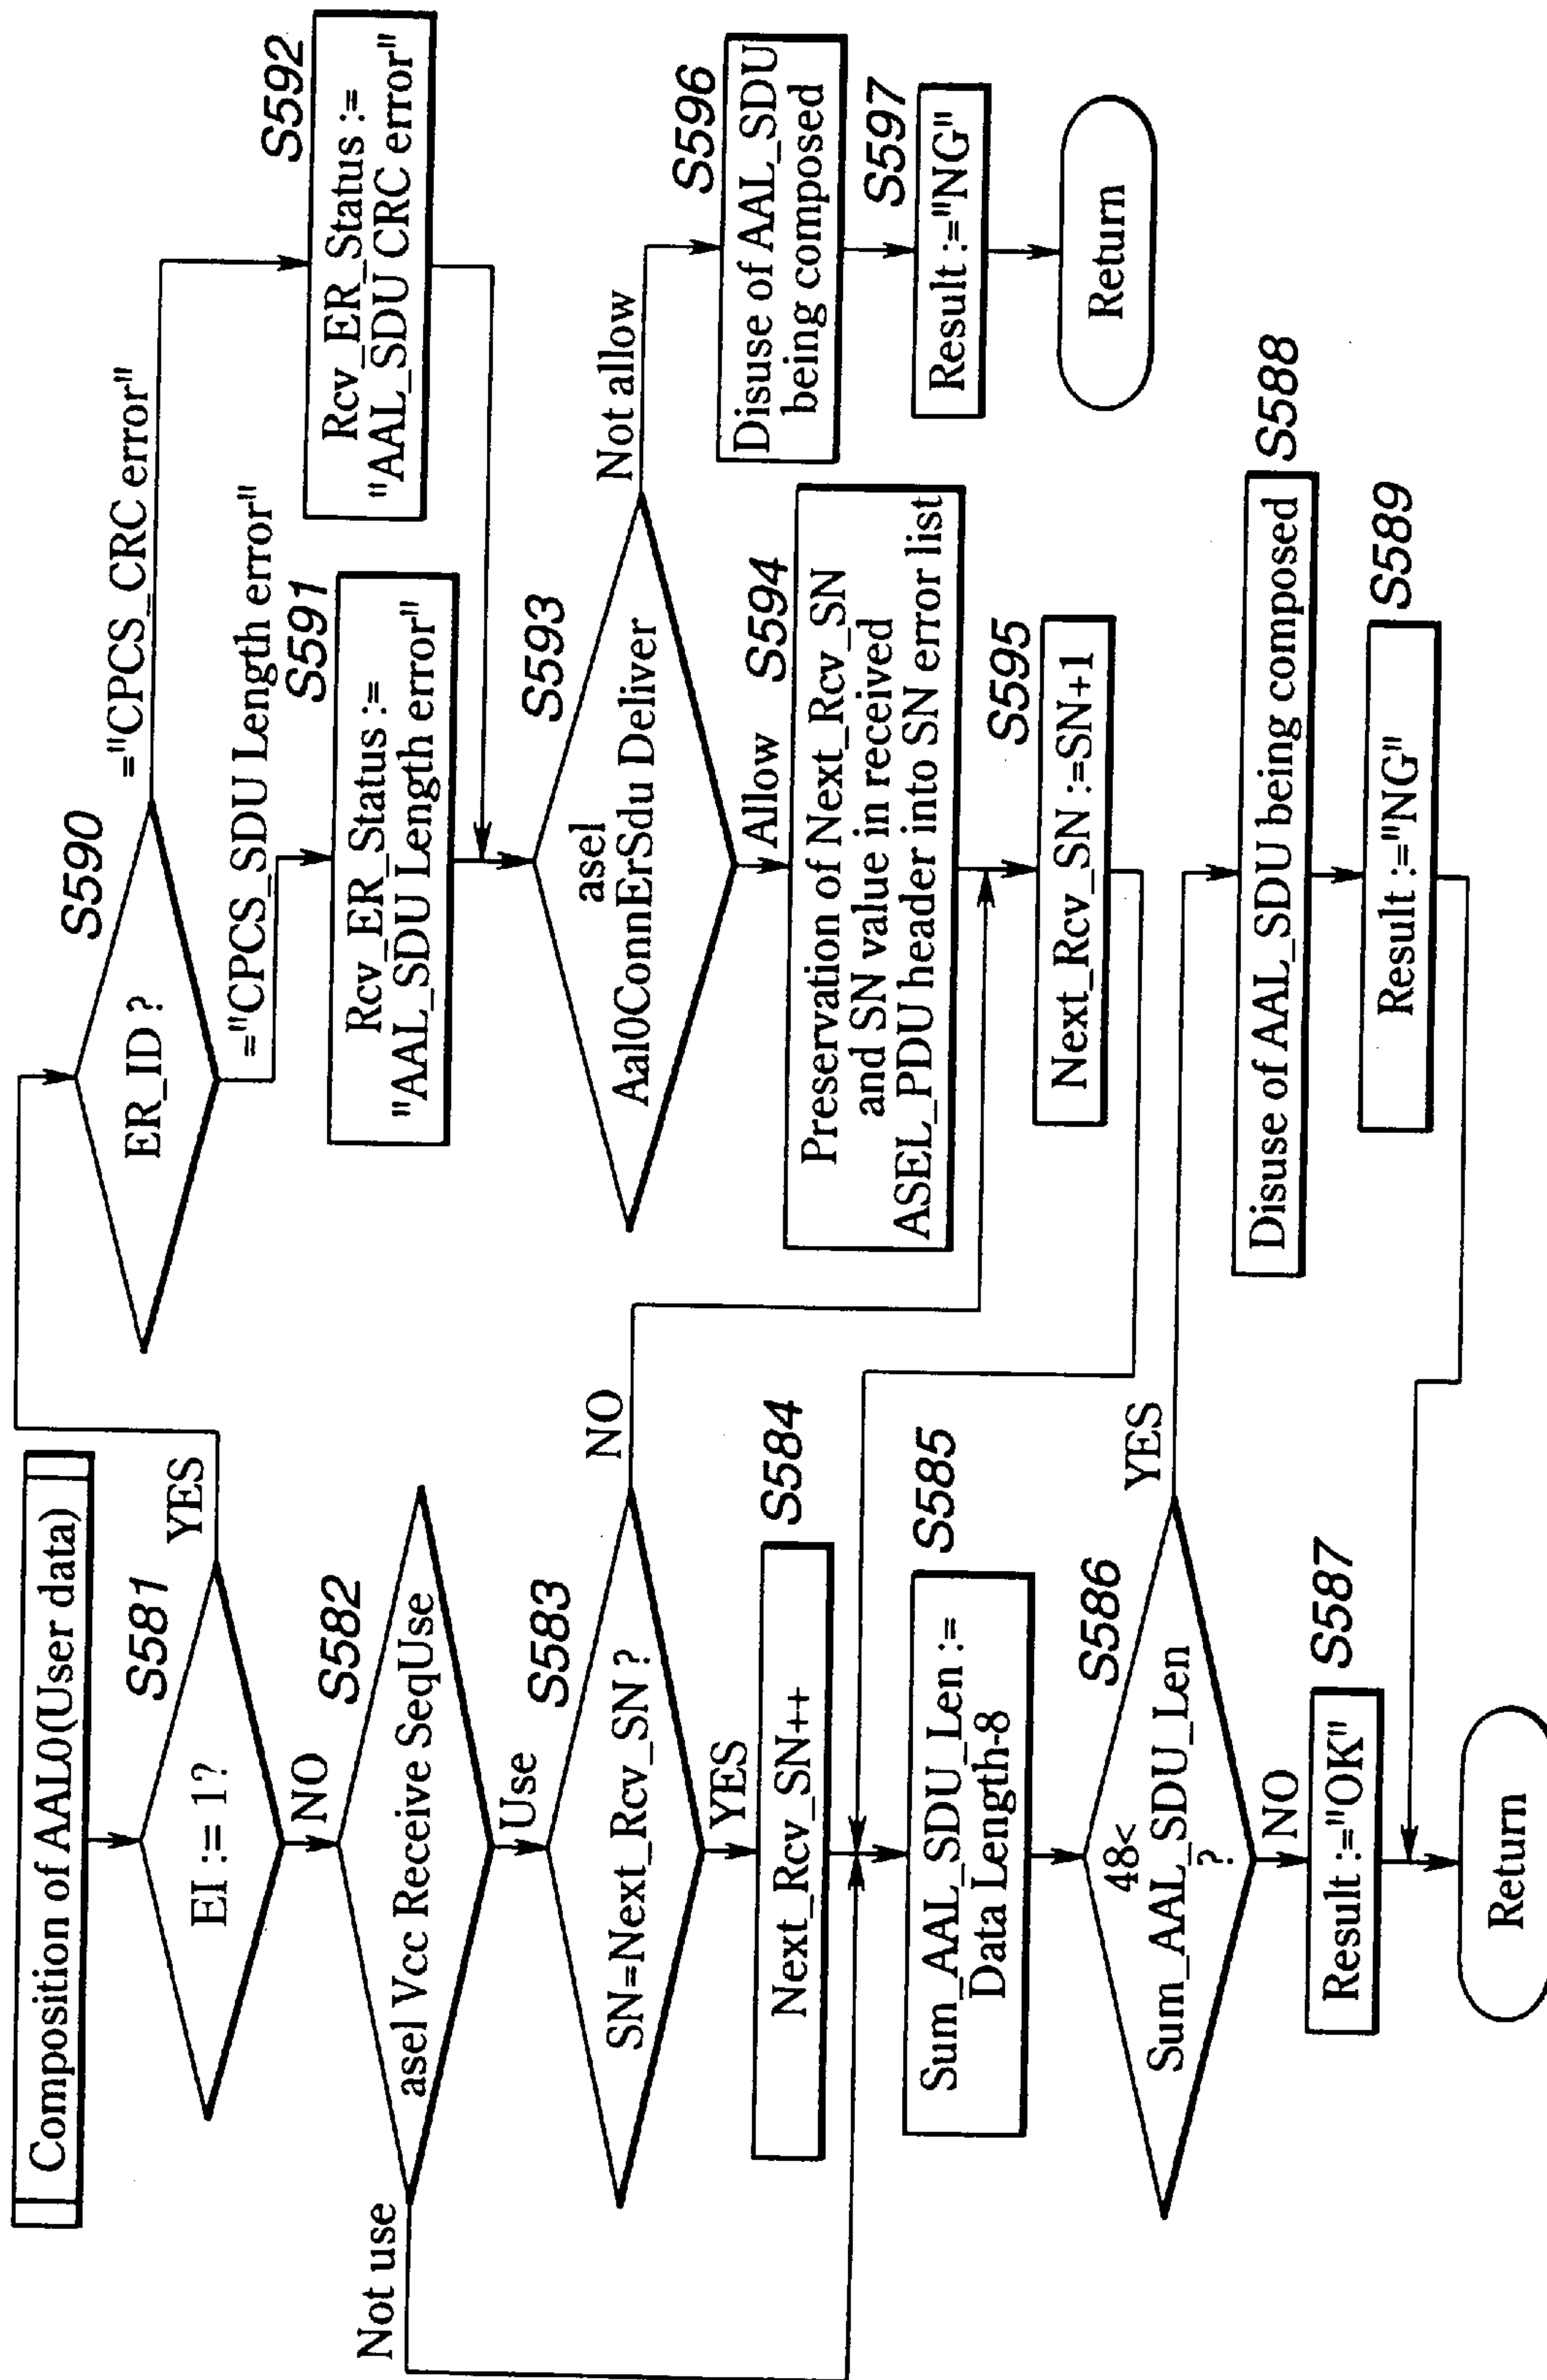 Composition of AAL0(User data)
S581
EI := 1?
YES
NO
S582
asel Vcc Receive SeqUse
Not use
Use
S583
SN=Next_Rcv_SN ?
NO
YES
S584
Next_Rcv_SN++
S585
Sum_AAL_SDU_Len :=
Data Length-8
S586
48<
Sum_AAL_SDU_Len
?
YES
NO
S587
Result :="OK"
Return
S590
ER_ID ?
="CPCS_CRC error"
="CPCS_SDU Length error"
S591
Rcv_ER_Status :=
"AAL_SDU Length error"
S592
Rcv_ER_Status :=
"AAL_SDU CRC error"
S593
asel
Aal0ConnErSdu Deliver
Not allow
Allow
S594
Preservation of Next_Rcv_SN
and SN value in received
ASEL_PDU header into SN error list
S595
Next_Rcv_SN :=SN+1
S596
Disuse of AAL_SDU
being composed
S597
Result :="NG"
Return
S588
Disuse of AAL_SDU being composed
S589
Result :="NG"